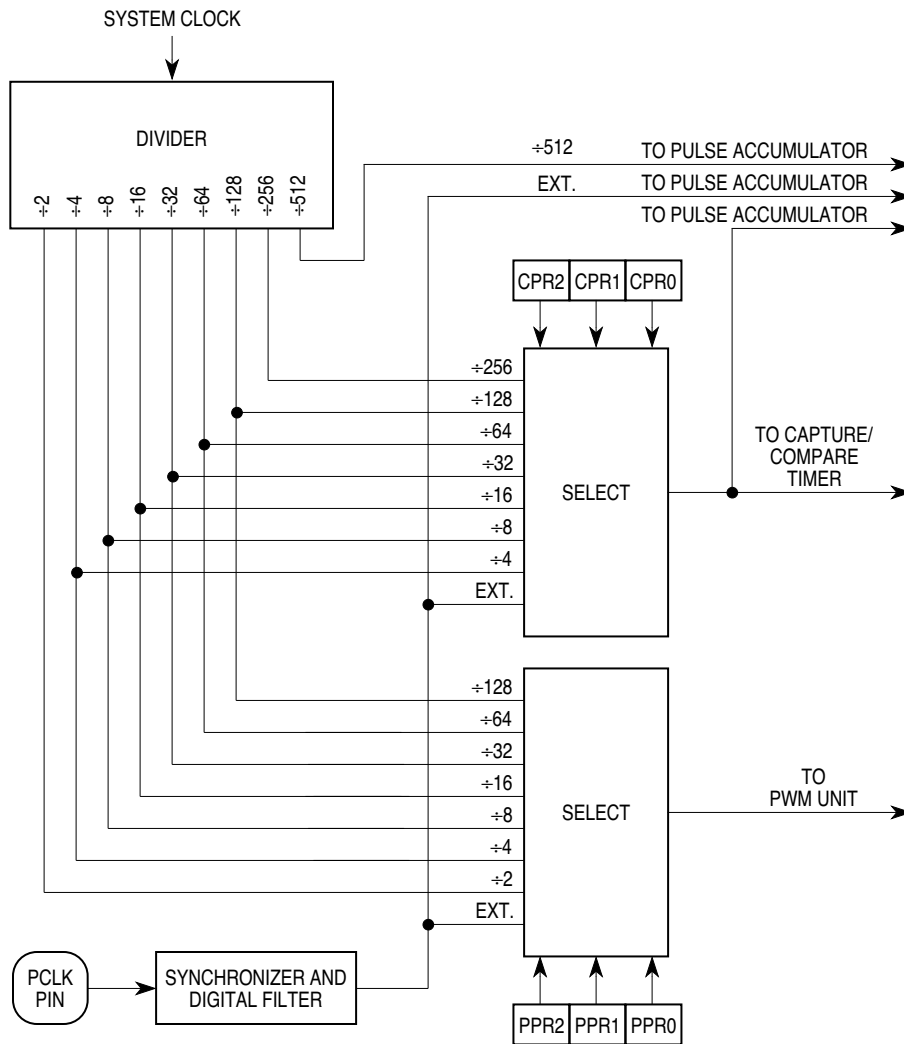 SYSTEM CLOCK
DIVIDER
÷2 ÷4 ÷8 ÷16 ÷32 ÷64 ÷128 ÷256 ÷512
÷512 TO PULSE ACCUMULATOR
EXT. TO PULSE ACCUMULATOR
TO PULSE ACCUMULATOR
CPR2 CPR1 CPR0
÷256
÷128
÷64
÷32
÷16
÷8
÷4
EXT.
SELECT
TO CAPTURE/
COMPARE
TIMER
÷128
÷64
÷32
÷16
÷8
÷4
÷2
EXT.
SELECT
TO
PWM UNIT
PCLK
PIN
SYNCHRONIZER AND
DIGITAL FILTER
PPR2 PPR1 PPR0